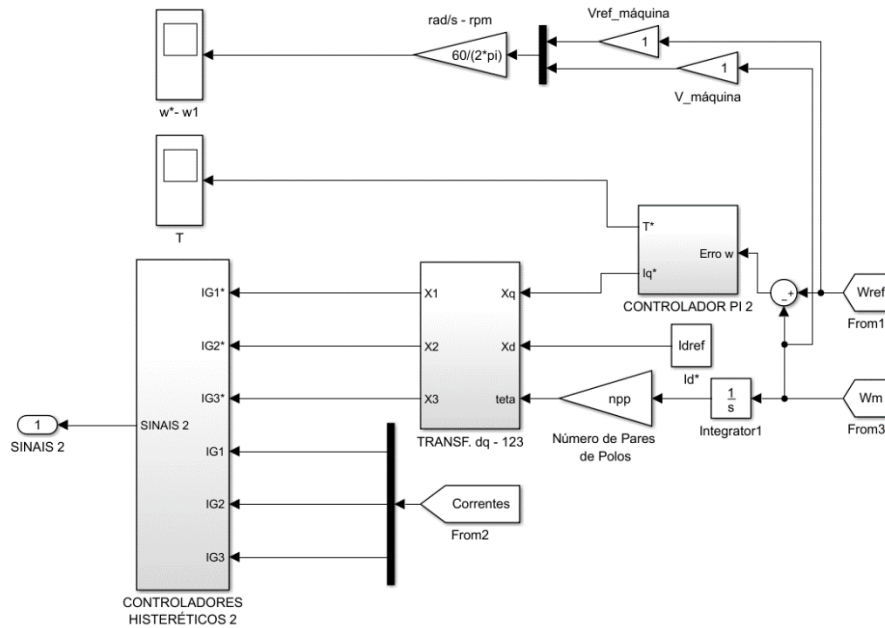 Vref_máquina
rad/s - rpm
60/(2*pi)
1
1
V_máquina
w*- w1
T
T*
Erro w
Iq*
CONTROLADOR PI 2
-+
Wref
From1
IG1*
X1
Xq
IG2*
X2
Xd
Idref
Id*
IG3*
X3
teta
npp
1
s
Wm
Integrator1
From3
1
SINAIS 2
SINAIS 2
Número de Pares
de Polos
TRANSF. dq - 123
IG1
IG2
Correntes
From2
IG3
CONTROLADORES
HISTERÉTICOS 2